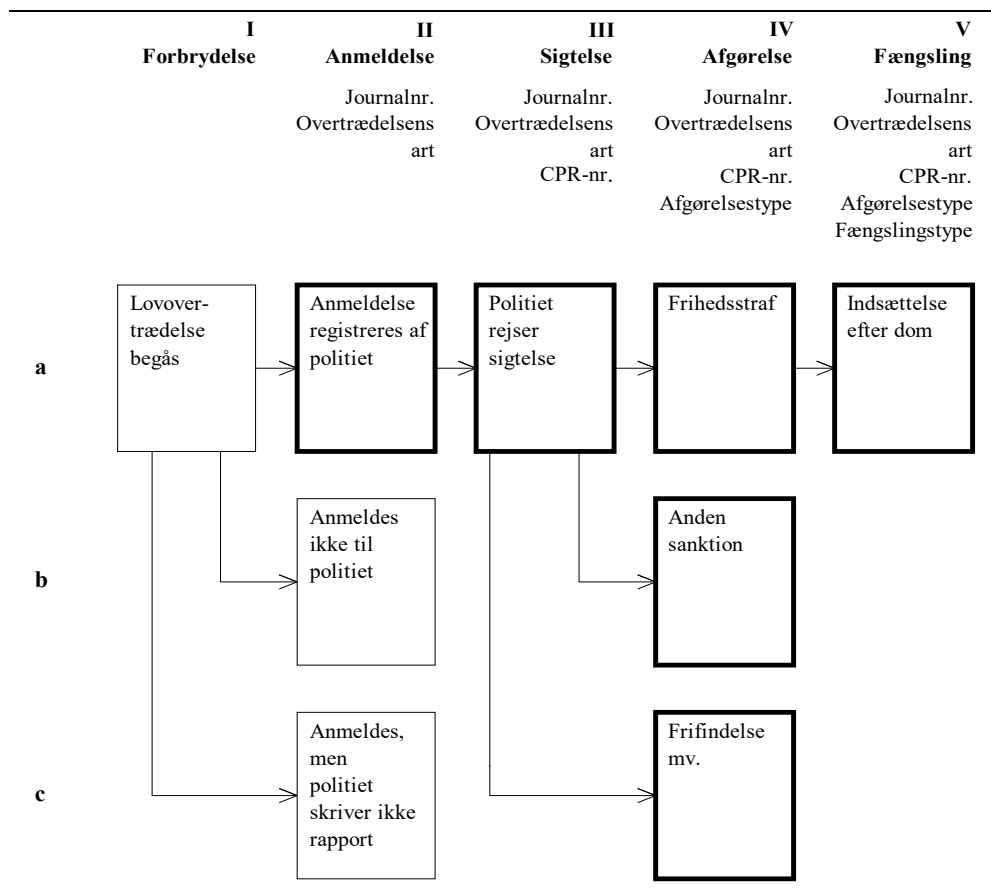 I II III IV V
Forbrydelse Anmeldelse Sigtelse Afgørelse Fængsling
Journalnr. Journalnr. Journalnr. Journalnr.
Overtrædelsens Overtrædelsens Overtrædelsens Overtrædelsens
art art art art
CPR-nr. CPR-nr. CPR-nr.
Afgørelsestype Afgørelsestype
Fængslingstype
a
Lovover-
trædelse
begås
Anmeldelse
registreres af
politiet
Politiet
rejser
sigtelse
Frihedsstraf
Indsættelse
efter dom
b
Anmeldes
ikke til
politiet
Anden
sanktion
c
Anmeldes,
men
politiet
skriver ikke
rapport
Frifindelse
mv.